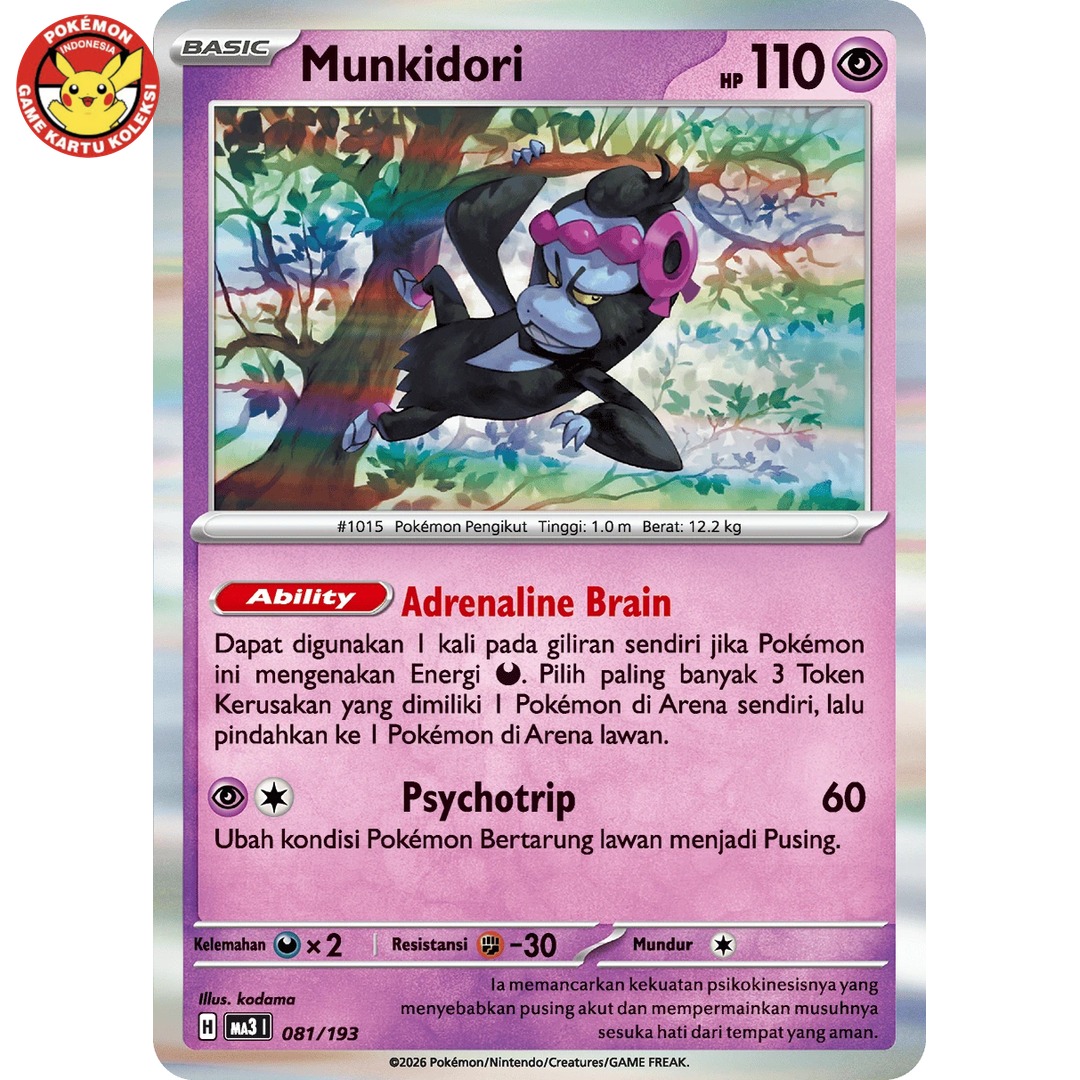 POKÉMON
INDONESIA
GAME KARTU KOLEKSI
BASIC Munkidori HP 110
#1015 Pokémon Pengikut Tinggi: 1.0 m Berat: 12.2 kg
Ability Adrenaline Brain
Dapat digunakan 1 kali pada giliran sendiri jika Pokémon
ini mengenakan Energi . Pilih paling banyak 3 Token
Kerusakan yang dimiliki 1 Pokémon di Arena sendiri, lalu
pindahkan ke 1 Pokémon di Arena lawan.
Psychotrip 60
Ubah kondisi Pokémon Bertarung lawan menjadi Pusing.
Kelemahan ×2 Resistansi -30 Mundur
Ia memancarkan kekuatan psikokinesisnya yang
menyebabkan pusing akut dan mempermainkan musuhnya
sesuka hati dari tempat yang aman.
Illus. kodama
H MA3 I 081/193
©2026 Pokémon/Nintendo/Creatures/GAME FREAK.